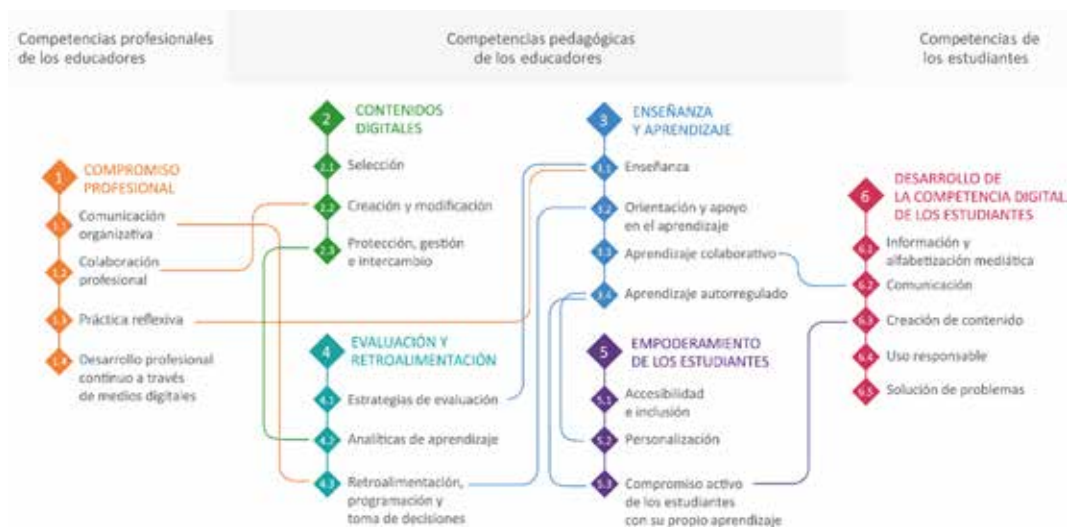 Competencias profesionales
de los educadores
Competencias pedagógicas
de los educadores
Competencias de
los estudiantes
1
COMPROMISO
PROFESIONAL
1.1
Comunicación
organizativa
1.2
Colaboración
profesional
1.3
Práctica reflexiva
1.4
Desarrollo profesional
continuo a través
de medios digitales
2
CONTENIDOS
DIGITALES
2.1
Selección
2.2
Creación y modificación
2.3
Protección, gestión
e intercambio
3
ENSEÑANZA
Y APRENDIZAJE
3.1
Enseñanza
3.2
Orientación y apoyo
en el aprendizaje
3.3
Aprendizaje colaborativo
3.4
Aprendizaje autorregulado
4
EVALUACIÓN Y
RETROALIMENTACIÓN
4.1
Estrategias de evaluación
4.2
Analíticas de aprendizaje
4.3
Retroalimentación,
programación y
toma de decisiones
5
EMPODERAMIENTO
DE LOS ESTUDIANTES
5.1
Accesibilidad
e inclusión
5.2
Personalización
5.3
Compromiso activo
de los estudiantes
con su propio aprendizaje
6
DESARROLLO DE
LA COMPETENCIA DIGITAL
DE LOS ESTUDIANTES
6.1
Información y
alfabetización mediática
6.2
Comunicación
6.3
Creación de contenido
6.4
Uso responsable
6.5
Solución de problemas